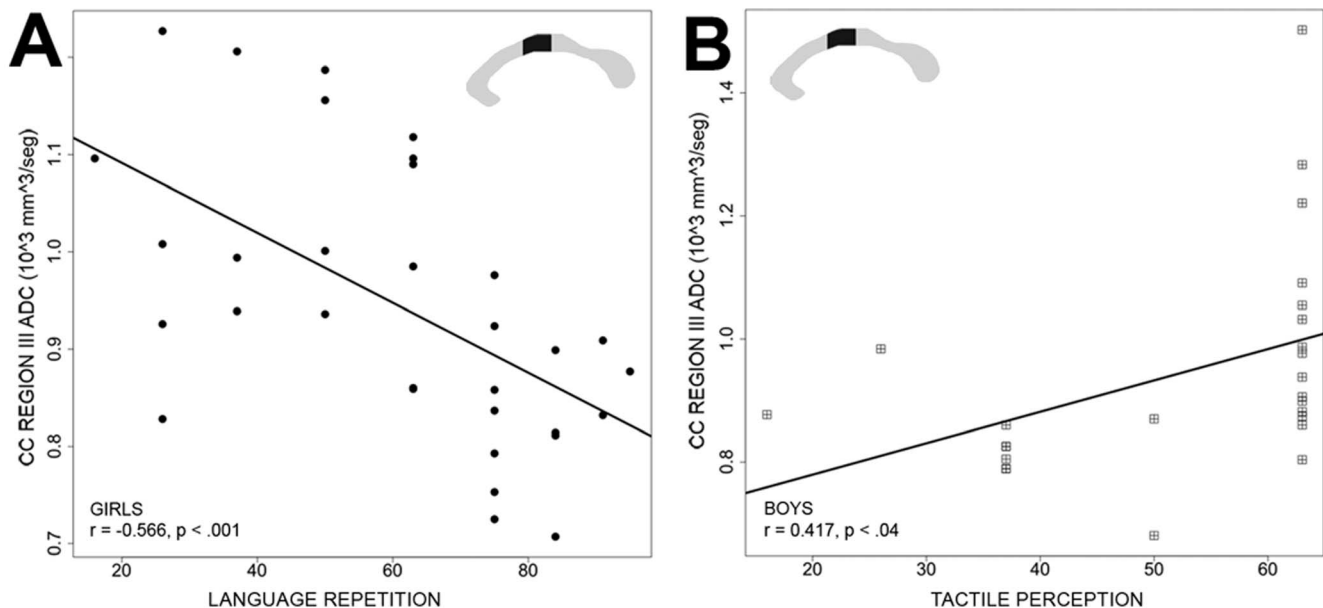 A
CC REGION III ADC (10^3 mm^3/seg)
0.7
0.8
0.9
1.0
1.1
GIRLS
r = -0.566, p < .001
20
40
60
80
LANGUAGE REPETITION
B
CC REGION III ADC (10^3 mm^3/seg)
0.8
1.0
1.2
1.4
BOYS
r = 0.417, p < .04
20
30
40
50
60
TACTILE PERCEPTION